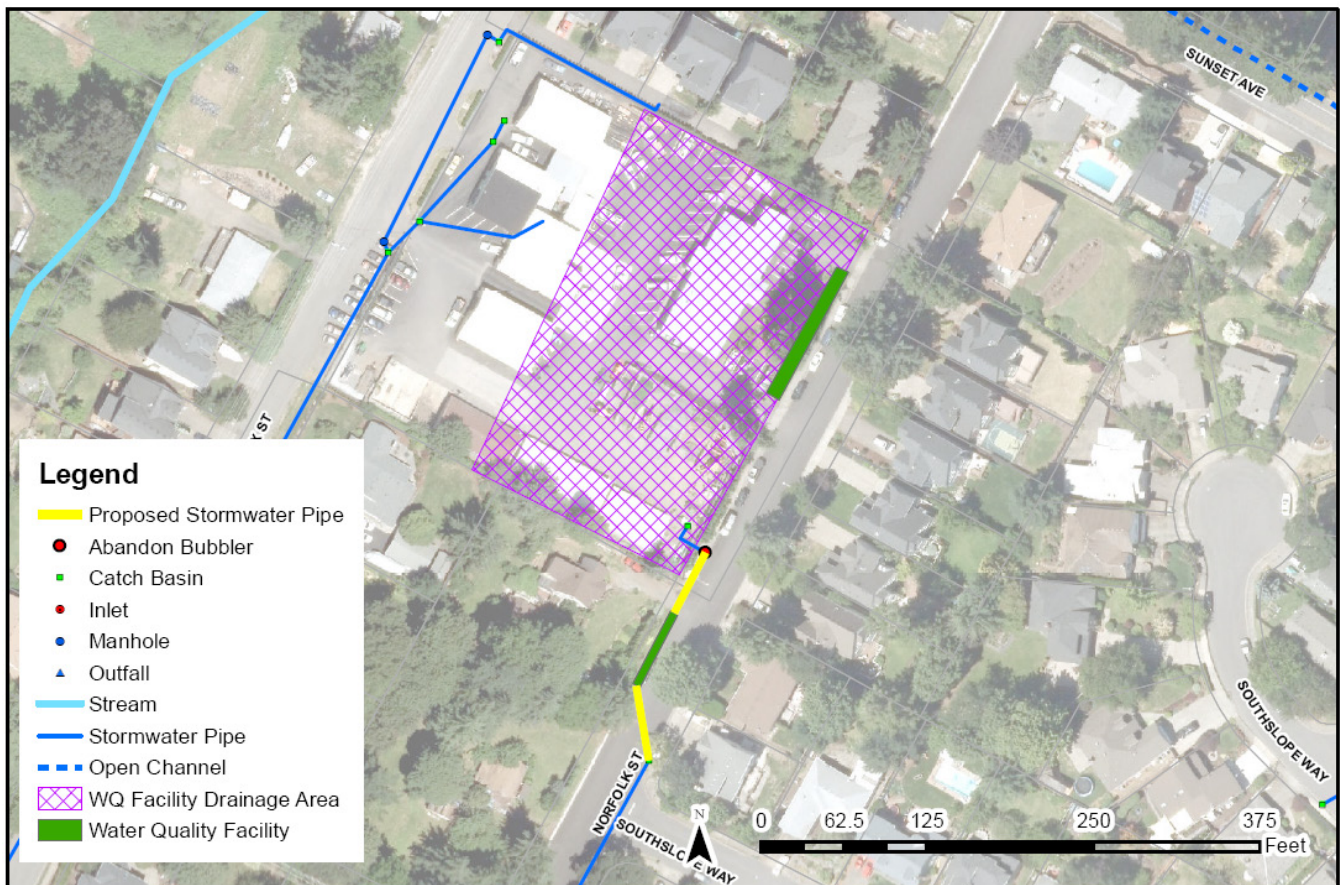 SUNSET AVE
K ST
Legend
Proposed Stormwater Pipe
Abandon Bubbler
Catch Basin
Inlet
Manhole
Outfall
Stream
Stormwater Pipe
Open Channel
WQ Facility Drainage Area
Water Quality Facility
SOUTHSLOPE WAY
NORFOLK ST
SOUTHSLOPE WAY
N
0 62.5 125 250 375
Feet